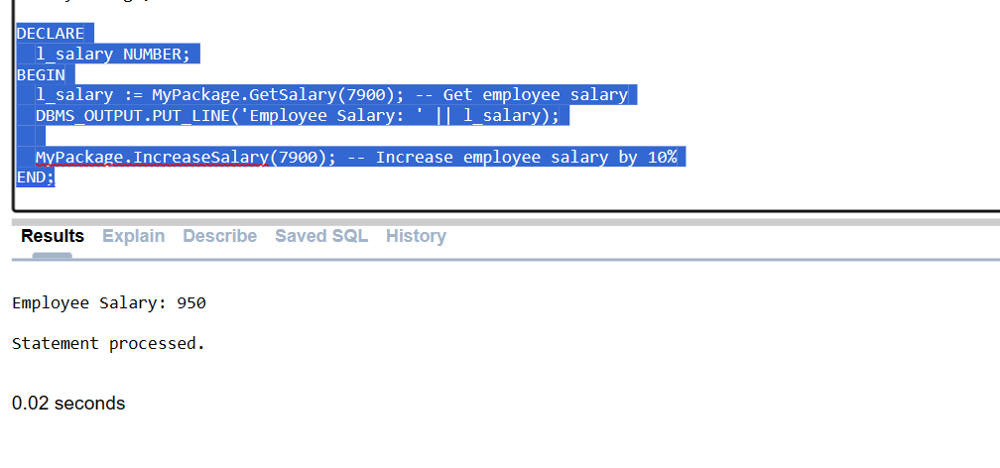 DECLARE
l_salary NUMBER;
BEGIN
l_salary := MyPackage.GetSalary(7900); -- Get employee salary
DBMS_OUTPUT.PUT_LINE('Employee Salary: ' || l_salary);
MyPackage.IncreaseSalary(7900); -- Increase employee salary by 10%
END;
Results Explain Describe Saved SQL History
Employee Salary: 950
Statement processed.
0.02 seconds